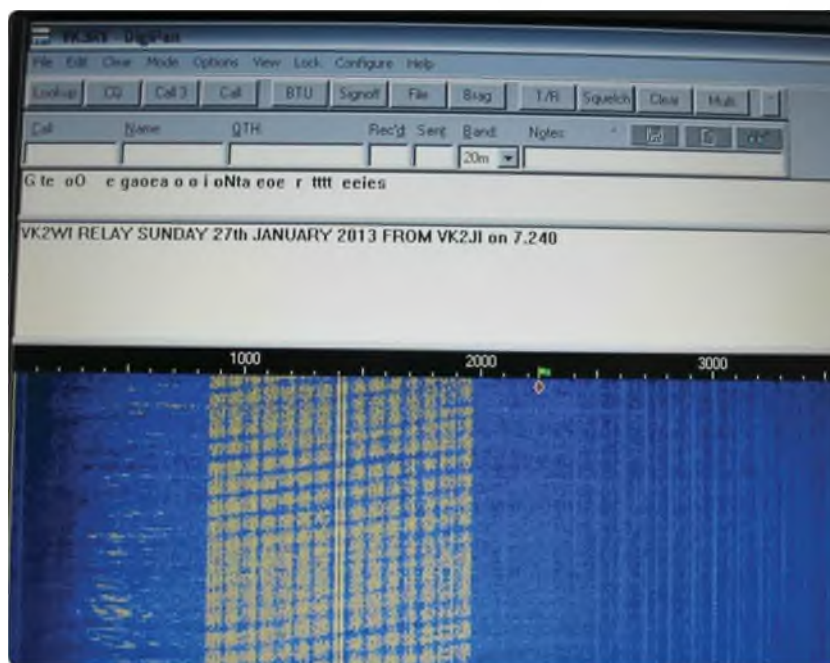 DigiPan
File Edit Clear Mode Options View Lock Configure Help
Lookup CQ Call 3 Call BTU Signoff File Brag T/R Squelch Clear Multi
Call Name QTH Rec'd Sent Band Notes
20m
G te oO e gaoea o o i oNta eoe r tttt eeies
VK2WI RELAY SUNDAY 27th JANUARY 2013 FROM VK2JI on 7.240
1000 2000 3000